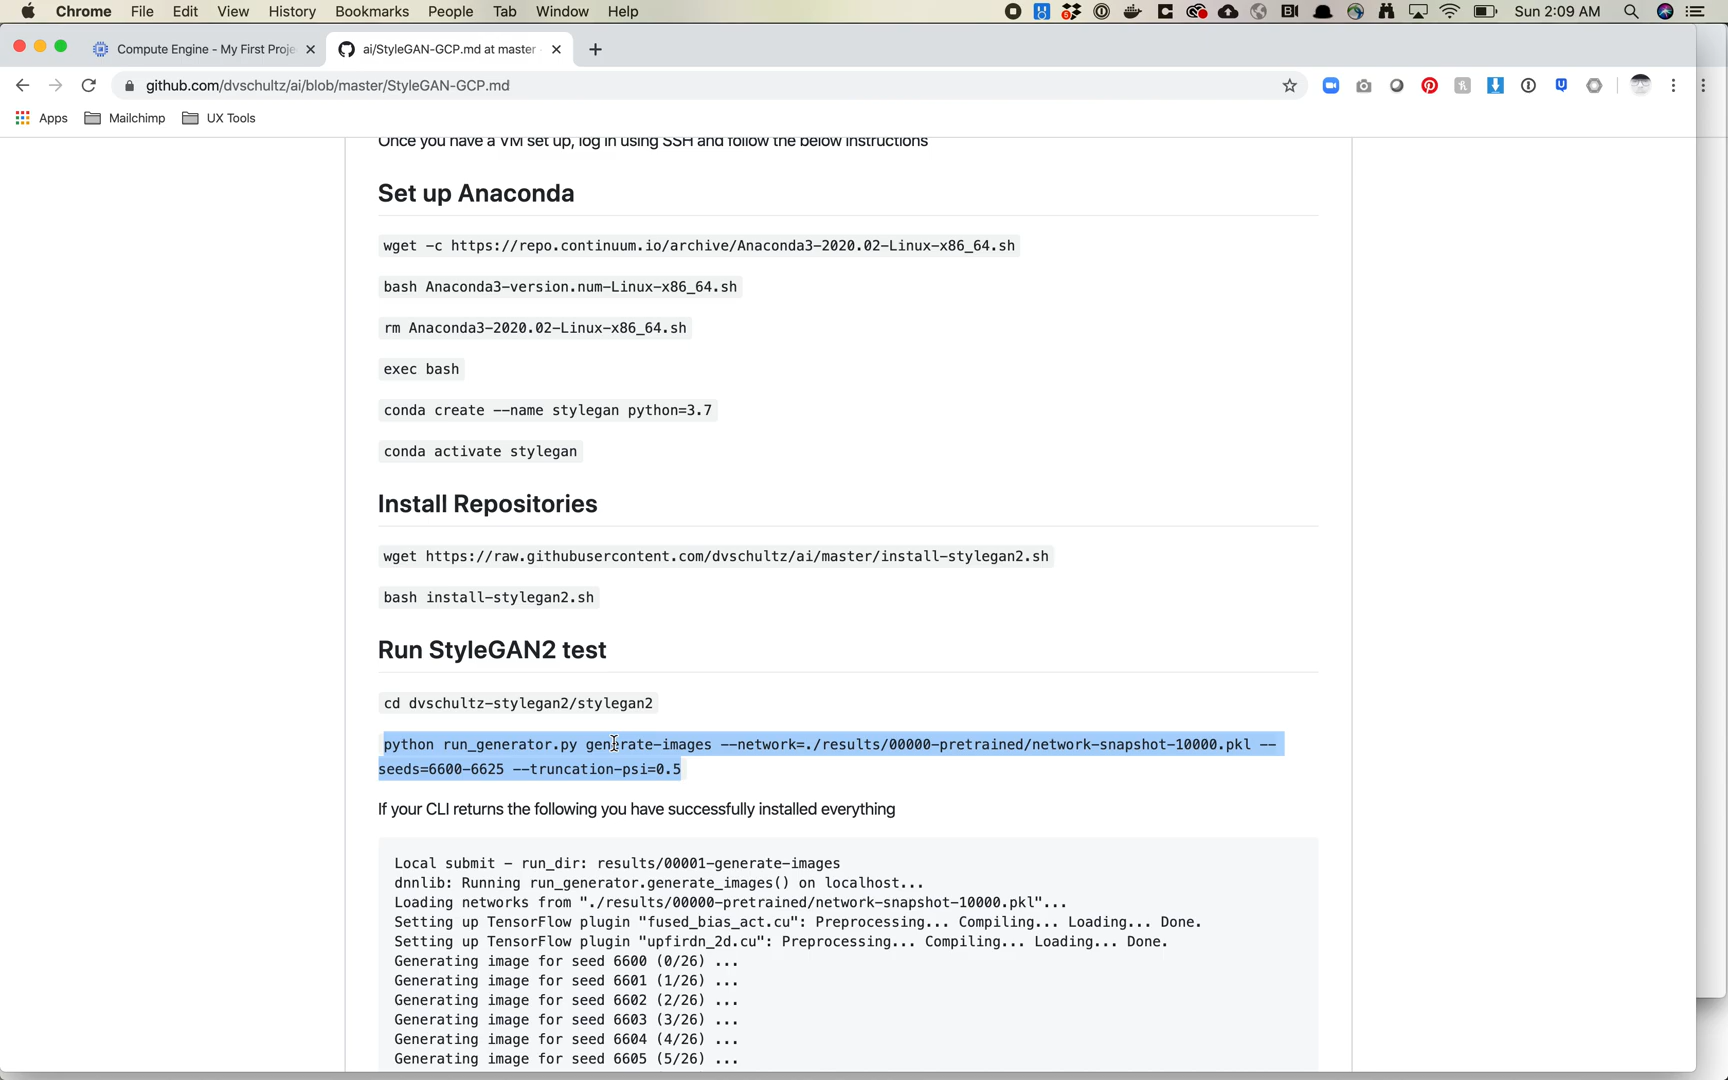 Chrome File Edit View History Bookmarks People Tab Window Help Sun 2:09 AM
Compute Engine - My First Proje
ai/StyleGAN-GCP.md at master
github.com/dvschultz/ai/blob/master/StyleGAN-GCP.md
Apps Mailchimp UX Tools
Once you have a VM set up, log in using SSH and follow the below instructions
Set up Anaconda
wget -c https://repo.continuum.io/archive/Anaconda3-2020.02-Linux-x86_64.sh
bash Anaconda3-version.num-Linux-x86_64.sh
rm Anaconda3-2020.02-Linux-x86_64.sh
exec bash
conda create --name stylegan python=3.7
conda activate stylegan
Install Repositories
wget https://raw.githubusercontent.com/dvschultz/ai/master/install-stylegan2.sh
bash install-stylegan2.sh
Run StyleGAN2 test
cd dvschultz-stylegan2/stylegan2
python run_generator.py generate-images --network=./results/00000-pretrained/network-snapshot-10000.pkl --
seeds=6600-6625 --truncation-psi=0.5
If your CLI returns the following you have successfully installed everything
Local submit - run_dir: results/00001-generate-images
dnnlib: Running run_generator.generate_images() on localhost...
Loading networks from "./results/00000-pretrained/network-snapshot-10000.pkl"...
Setting up TensorFlow plugin "fused_bias_act.cu": Preprocessing... Compiling... Loading... Done.
Setting up TensorFlow plugin "upfirdn_2d.cu": Preprocessing... Compiling... Loading... Done.
Generating image for seed 6600 (0/26) ...
Generating image for seed 6601 (1/26) ...
Generating image for seed 6602 (2/26) ...
Generating image for seed 6603 (3/26) ...
Generating image for seed 6604 (4/26) ...
Generating image for seed 6605 (5/26) ...